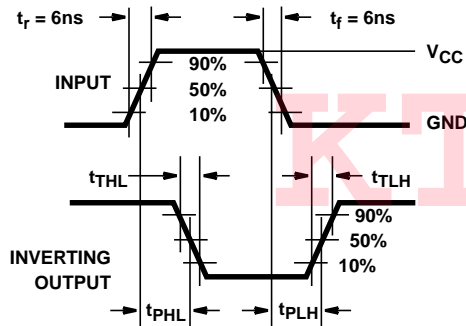 tr = 6ns
tf = 6ns
VCC
90%
INPUT
50%
10%
GND
tTHL
tTLH
90%
50%
INVERTING
OUTPUT
10%
tPHL
tPLH
KT